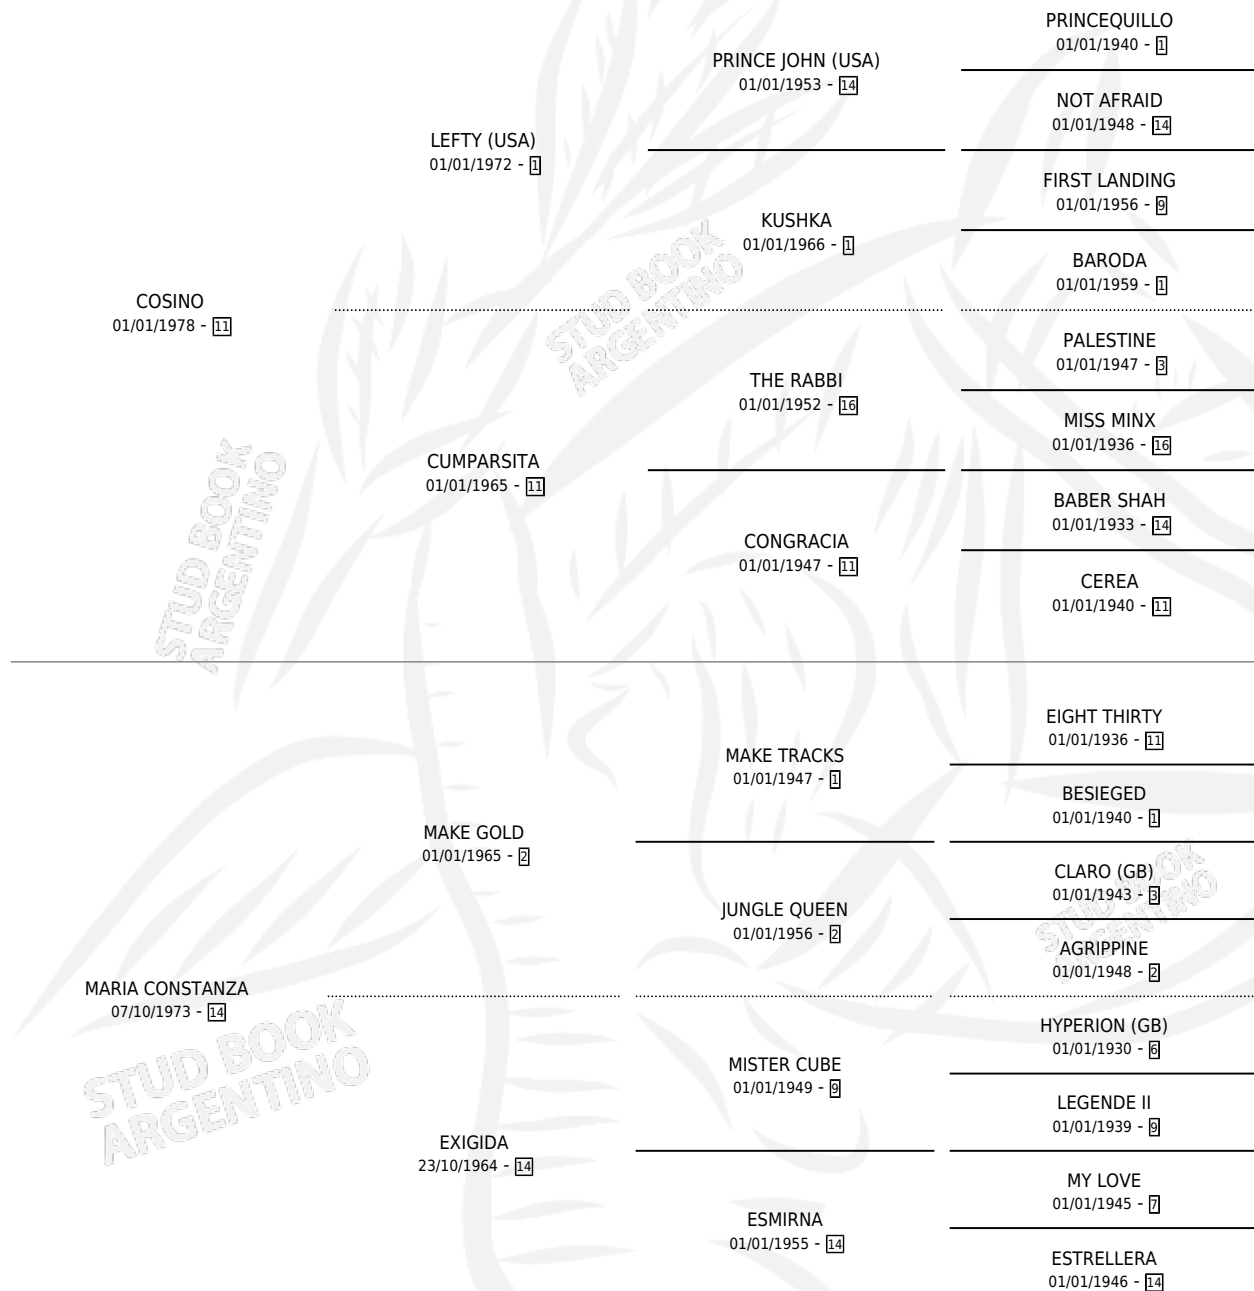 PRINCEQUILLO
01/01/1940 - 1
PRINCE JOHN (USA)
01/01/1953 - 14
NOT AFRAID
01/01/1948 - 14
LEFTY (USA)
01/01/1972 - 1
FIRST LANDING
01/01/1956 - 9
KUSHKA
01/01/1966 - 1
BARODA
01/01/1959 - 1
COSINO
01/01/1978 - 11
PALESTINE
01/01/1947 - 3
THE RABBI
01/01/1952 - 16
MISS MINX
01/01/1936 - 16
CUMPARSITA
01/01/1965 - 11
BABER SHAH
01/01/1933 - 14
CONGRACIA
01/01/1947 - 11
CEREA
01/01/1940 - 11
EIGHT THIRTY
01/01/1936 - 11
MAKE TRACKS
01/01/1947 - 1
BESIEGED
01/01/1940 - 1
MAKE GOLD
01/01/1965 - 2
CLARO (GB)
01/01/1943 - 3
JUNGLE QUEEN
01/01/1956 - 2
AGRIPPINE
01/01/1948 - 2
MARIA CONSTANZA
07/10/1973 - 14
HYPERION (GB)
01/01/1930 - 6
MISTER CUBE
01/01/1949 - 9
LEGENDE II
01/01/1939 - 9
EXIGIDA
23/10/1964 - 14
MY LOVE
01/01/1945 - 7
ESMIRNA
01/01/1955 - 14
ESTRELLERA
01/01/1946 - 14
STUD BOOK
ARGENTINO
STUD BOOK
ARGENTINO
STUD BOOK
ARGENTINO
STUD BOOK
ARGENTINO